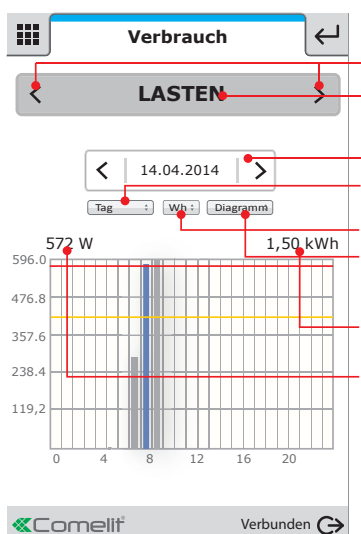 Verbrauch
LASTEN
14.04.2014
Tag Wh Diagramm
572 W 1,50 kWh
596.0
476.8
357.6
238.4
119,2
0 4 8 12 16 20
Comelit Verbunden